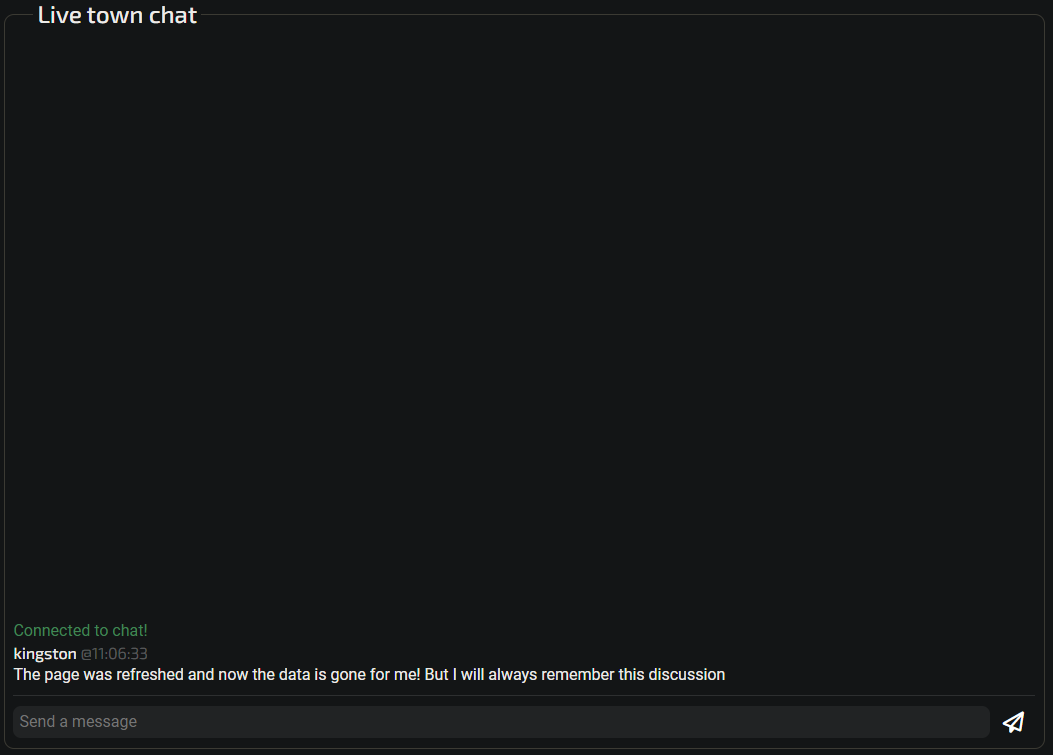 Live town chat
Connected to chat!
kingston @11:06:33
The page was refreshed and now the data is gone for me! But I will always remember this discussion
Send a message